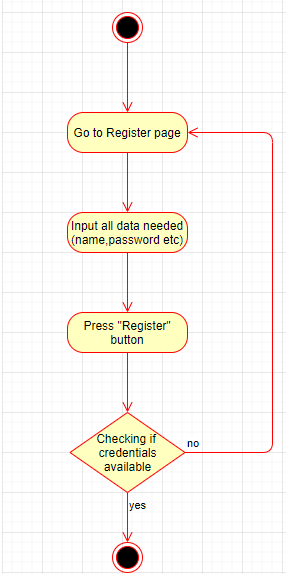 Go to Register page
Input all data needed
(name,password etc)
Press "Register"
button
Checking if
credentials
available
no
yes